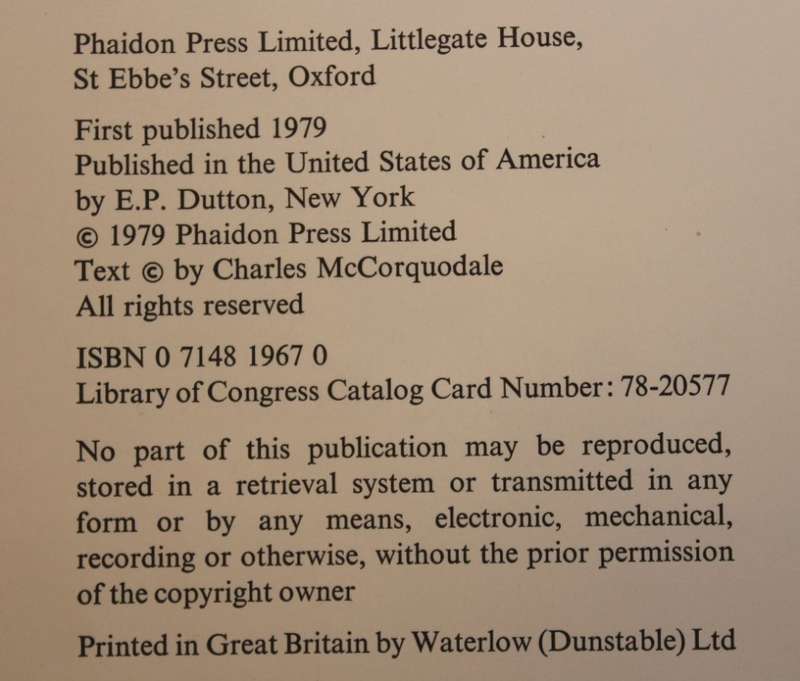 Phaidon Press Limited, Littlegate House,
St Ebbe's Street, Oxford
First published 1979
Published in the United States of America
by E.P. Dutton, New York
© 1979 Phaidon Press Limited
Text © by Charles McCorquodale
All rights reserved
ISBN 0 7148 1967 0
Library of Congress Catalog Card Number: 78-20577
No part of this publication may be reproduced,
stored in a retrieval system or transmitted in any
form or by any means, electronic, mechanical,
recording or otherwise, without the prior permission
of the copyright owner
Printed in Great Britain by Waterlow (Dunstable) Ltd